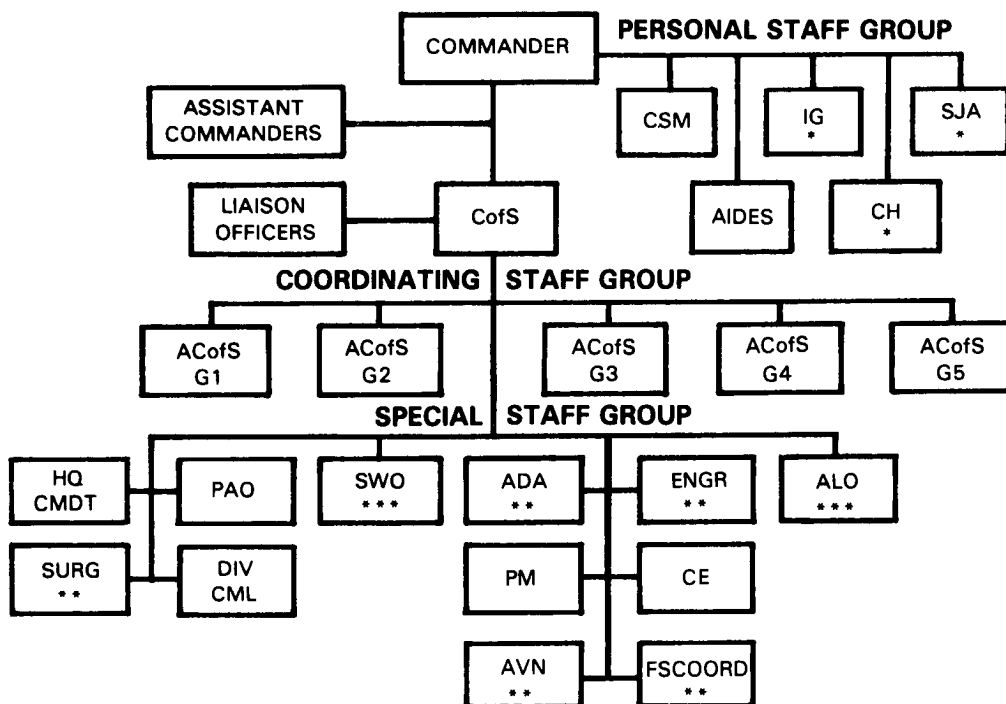 COMMANDER
PERSONAL STAFF GROUP
ASSISTANT
COMMANDERS
CSM
IG
*
SJA
*
LIAISON
OFFICERS
CofS
AIDES
CH
*
COORDINATING STAFF GROUP
ACofS
G1
ACofS
G2
ACofS
G3
ACofS
G4
ACofS
G5
SPECIAL STAFF GROUP
HQ
CMDT
PAO
SWO
***
ADA
**
ENGR
**
ALO
***
SURG
**
DIV
CML
PM
CE
AVN
**
FSCOORD
**